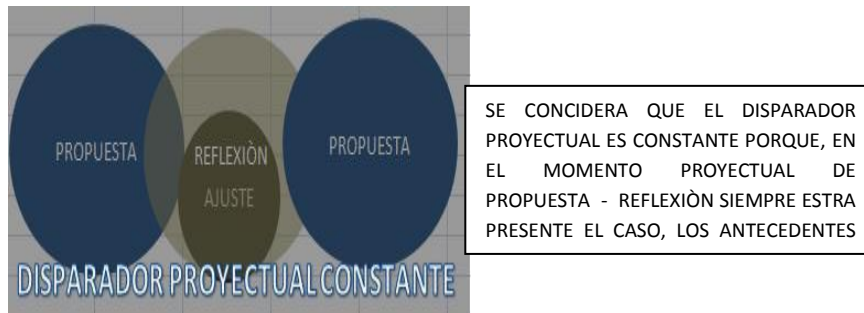 PROPUESTA
REFLEXIÒN
AJUSTE
PROPUESTA
DISPARADOR PROYECTUAL CONSTANTE
SE CONCIDERA QUE EL DISPARADOR
PROYECTUAL ES CONSTANTE PORQUE, EN
EL MOMENTO PROYECTUAL DE
PROPUESTA - REFLEXIÒN SIEMPRE ESTRA
PRESENTE EL CASO, LOS ANTECEDENTES